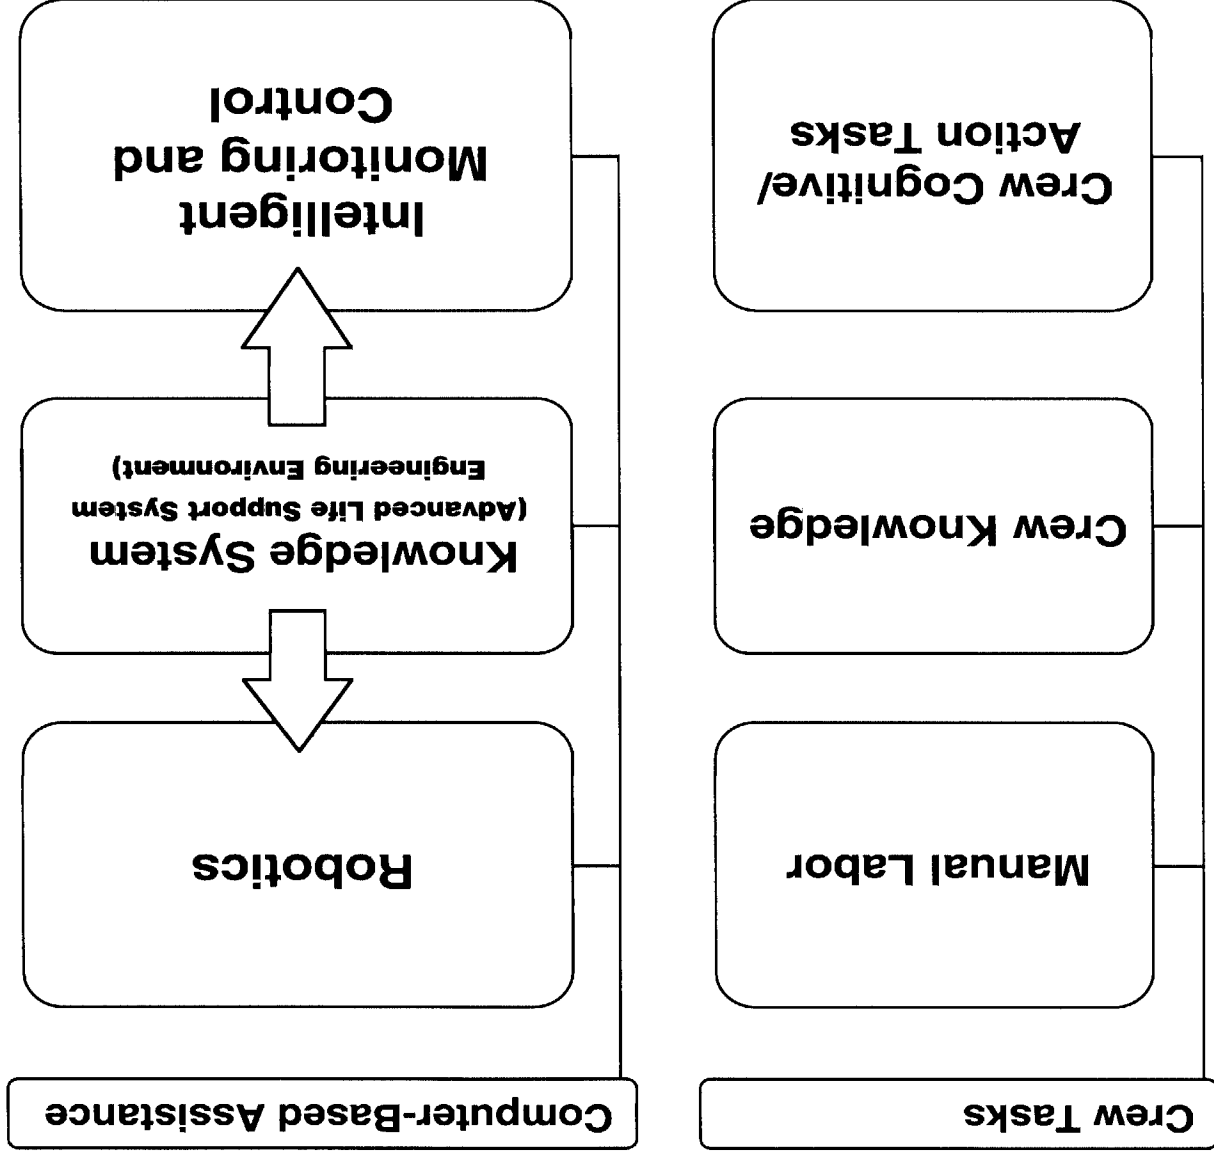 Crew Tasks
Manual Labor
Crew Knowledge
Crew Cognitive/
Action Tasks
Computer-Based Assistance
Robotics
Knowledge System
(Advanced Life Support System
Engineering Environment)
Intelligent
Monitoring and
Control